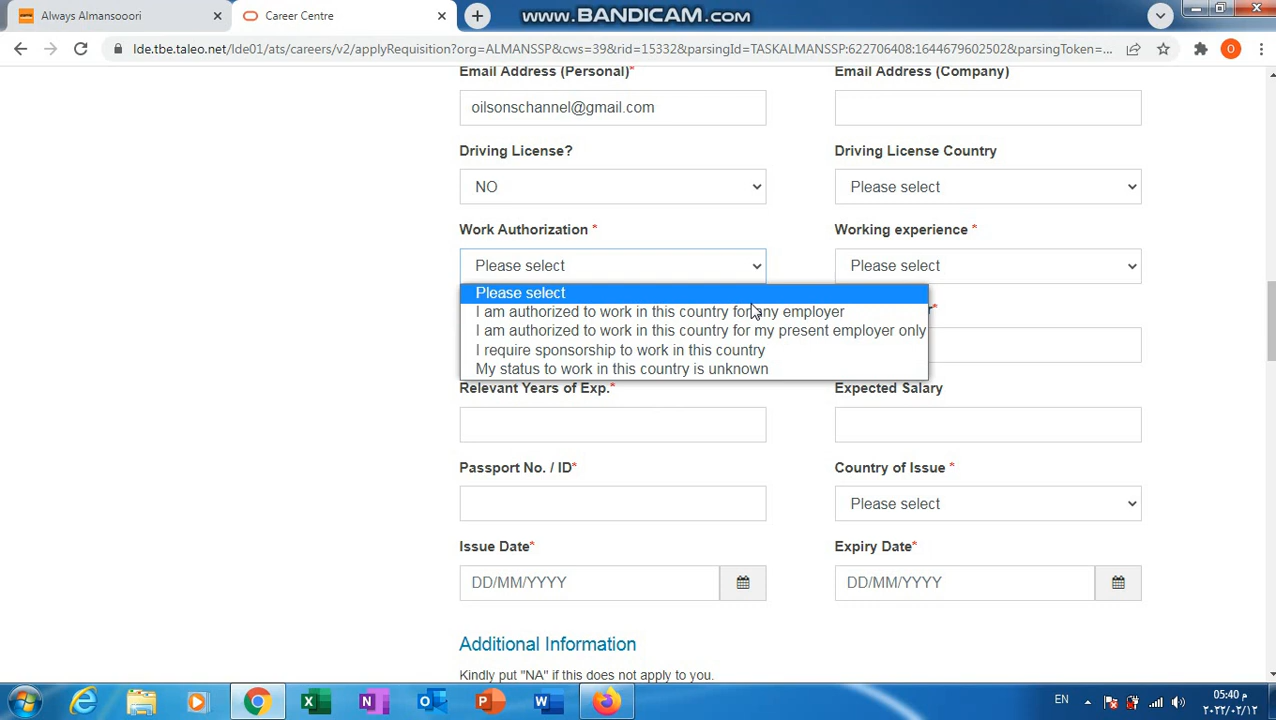 Always Almansooori
Career Centre
www.BANDICAM.com
lde.tbe.taleo.net/lde01/ats/careers/v2/applyRequisition?org=ALMANSSP&cws=39&rid=15332&parsingId=TASKALMANSSP:622706408:1644679602502&parsingToken=...
Email Address (Personal)*
Email Address (Company)
oilsonschannel@gmail.com
Driving License?
Driving License Country
NO
Please select
Work Authorization *
Working experience *
Please select
Please select
Please select
I am authorized to work in this country for any employer
I am authorized to work in this country for my present employer only
I require sponsorship to work in this country
My status to work in this country is unknown
Relevant Years of Exp.*
Expected Salary
Passport No. / ID*
Country of Issue *
Please select
Issue Date*
Expiry Date*
DD/MM/YYYY
DD/MM/YYYY
Additional Information
Kindly put "NA" if this does not apply to you.
EN
05:40 م
٢٠٢٢/٠٢/١٢